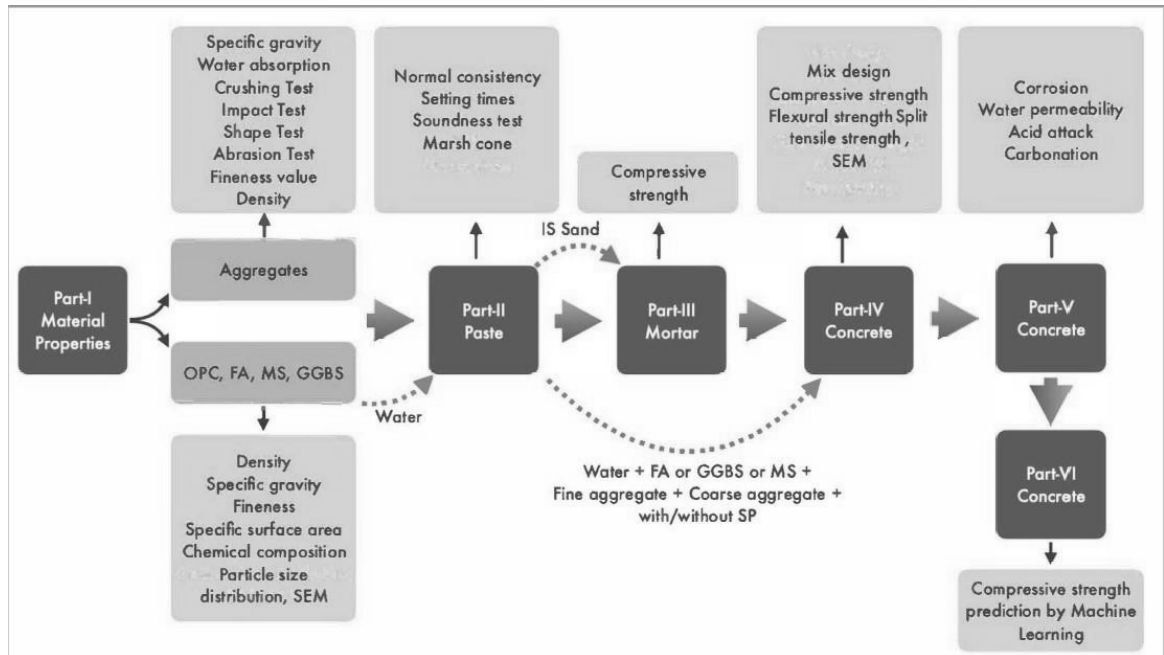 Specific gravity
Water absorption
Crushing Test
Impact Test
Shape Test
Abrasion Test
Fineness value
Density
Normal consistency
Setting times
Soundness test
Marsh cone
Compressive
strength
Mix design
Compressive strength
Flexural strength Split
tensile strength ,
SEM
Corrosion
Water permeability
Acid attack
Carbonation
IS Sand
Part-I
Material
Properties
Aggregates
OPC, FA, MS, GGBS
Part-II
Paste
Part-III
Mortar
Part-IV
Concrete
Part-V
Concrete
Water
Density
Specific gravity
Fineness
Specific surface area
Chemical composition
Particle size
distribution, SEM
Water + FA or GGBS or MS +
Fine aggregate + Coarse aggregate +
with/without SP
Part-VI
Concrete
Compressive strength
prediction by Machine
Learning